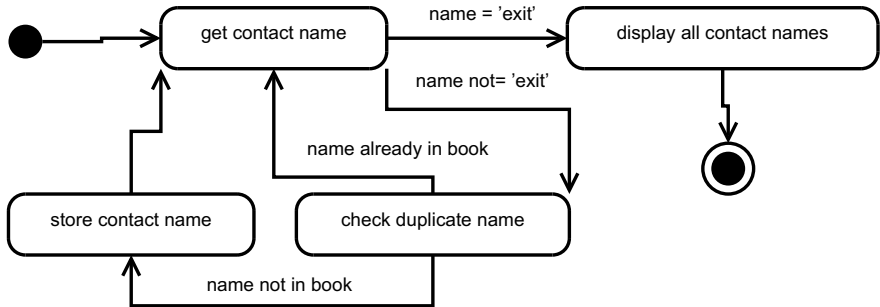 name = 'exit'
get contact name
display all contact names
name not= 'exit'
name already in book
store contact name
check duplicate name
name not in book